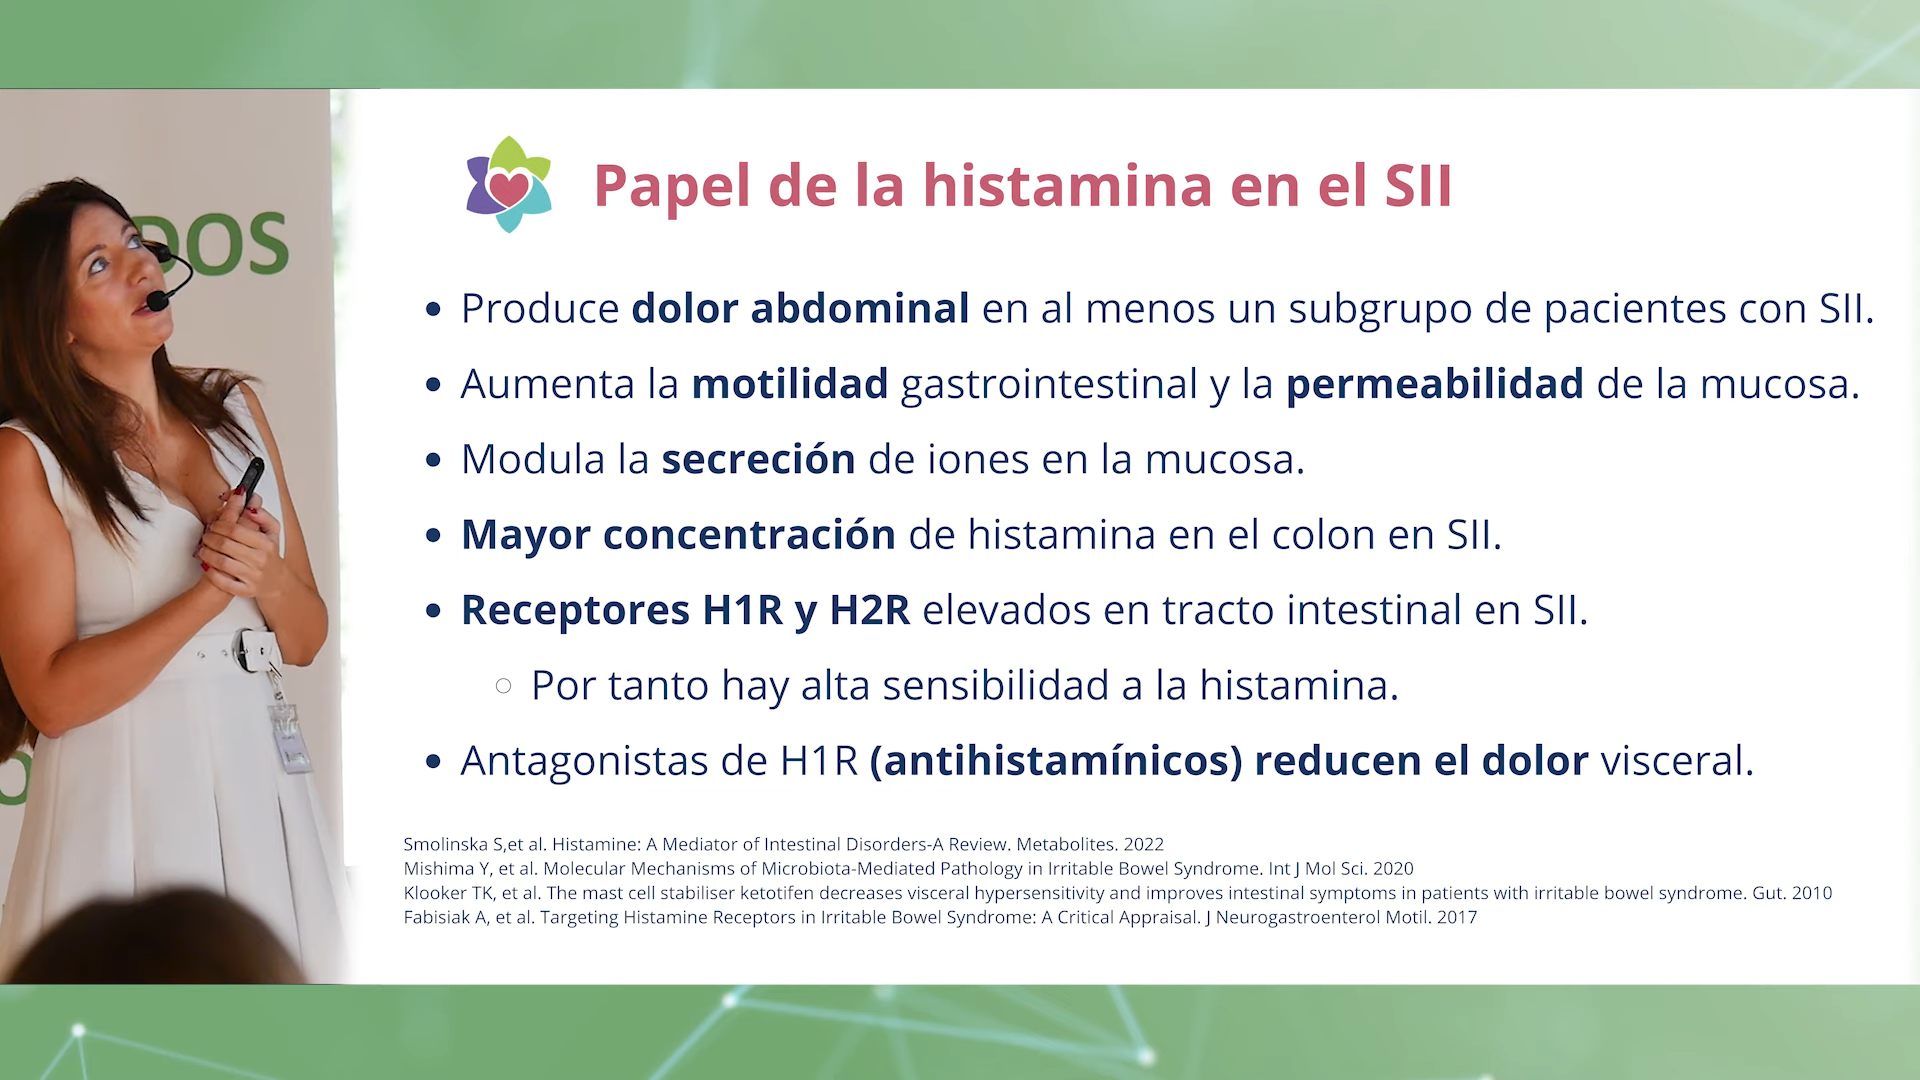 DOS
Papel de la histamina en el SII
• Produce dolor abdominal en al menos un subgrupo de pacientes con SII.
• Aumenta la motilidad gastrointestinal y la permeabilidad de la mucosa.
• Modula la secreción de iones en la mucosa.
• Mayor concentración de histamina en el colon en SII.
• Receptores H1R y H2R elevados en tracto intestinal en SII.
○ Por tanto hay alta sensibilidad a la histamina.
• Antagonistas de H1R (antihistamínicos) reducen el dolor visceral.
Smolinska S,et al. Histamine: A Mediator of Intestinal Disorders-A Review. Metabolites. 2022
Mishima Y, et al. Molecular Mechanisms of Microbiota-Mediated Pathology in Irritable Bowel Syndrome. Int J Mol Sci. 2020
Klooker TK, et al. The mast cell stabiliser ketotifen decreases visceral hypersensitivity and improves intestinal symptoms in patients with irritable bowel syndrome. Gut. 2010
Fabisiak A, et al. Targeting Histamine Receptors in Irritable Bowel Syndrome: A Critical Appraisal. J Neurogastroenterol Motil. 2017